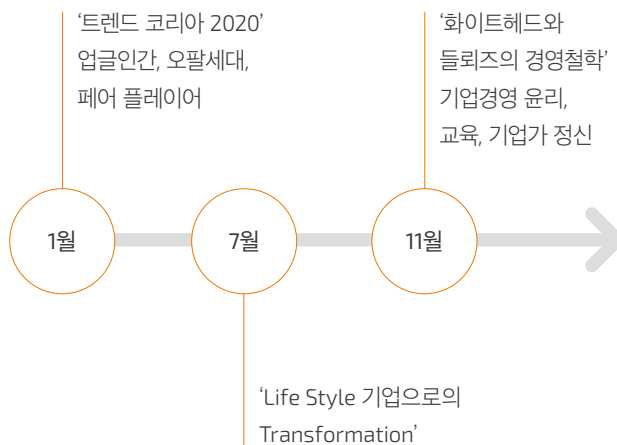 ‘트렌드 코리아 2020’
업글인간, 오팔세대,
페어 플레이어
‘화이트헤드와
들뢰즈의 경영철학’
기업경영 윤리,
교육, 기업가 정신
1월
7월
11월
‘Life Style 기업으로의
Transformation’